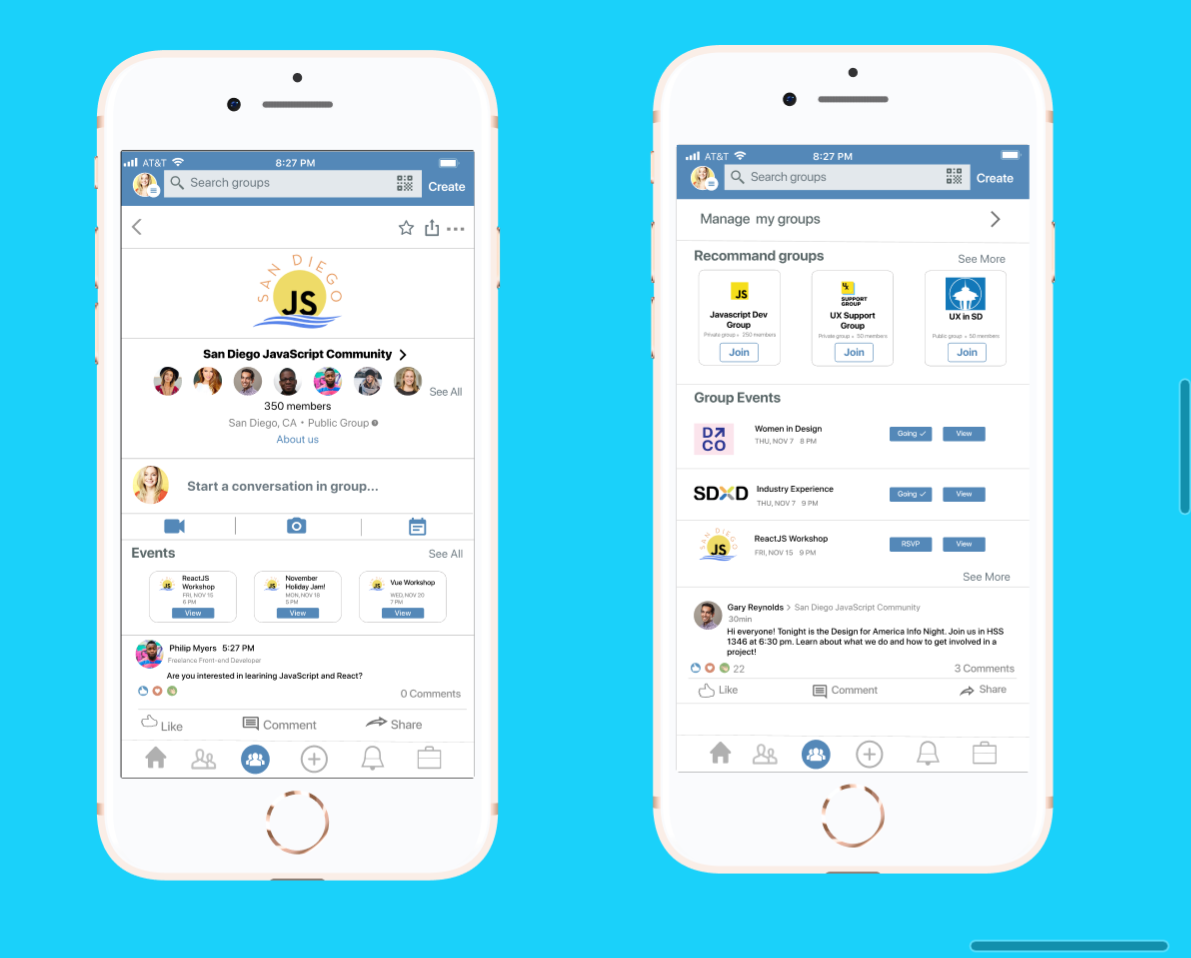 AT&T 8:27 PM
Search groups Create
SAN DIEGO
JS
San Diego JavaScript Community
See All
350 members
San Diego, CA • Public Group
About us
Start a conversation in group...
Events See All
ReactJS Workshop
FRI, NOV 15
6 PM
View
November Holiday Jam!
MON, NOV 18
5 PM
View
Vue Workshop
WED, NOV 20
7 PM
View
Philip Myers 5:27 PM
Freelance Front-end Developer
Are you interested in learining JavaScript and React?
0 Comments
Like Comment Share
AT&T 8:27 PM
Search groups Create
Manage my groups
Recommand groups See More
JS
Javascript Dev
Group
Private group • 250 members
Join
UX
SUPPORT
GROUP
UX Support
Group
Private group • 50 members
Join
UX in SD
Public group • 50 members
Join
Group Events
D CO
Women in Design
THU, NOV 7 8 PM
Going ✓ View
SDXD
Industry Experience
THU, NOV 7 9 PM
Going ✓ View
SAN DIEGO
JS
ReactJS Workshop
FRI, NOV 15 9 PM
RSVP View
See More
Gary Reynolds > San Diego JavaScript Community
30min
Hi everyone! Tonight is the Design for America Info Night. Join us in HSS
1346 at 6:30 pm. Learn about what we do and how to get involved in a
project!
22 3 Comments
Like Comment Share